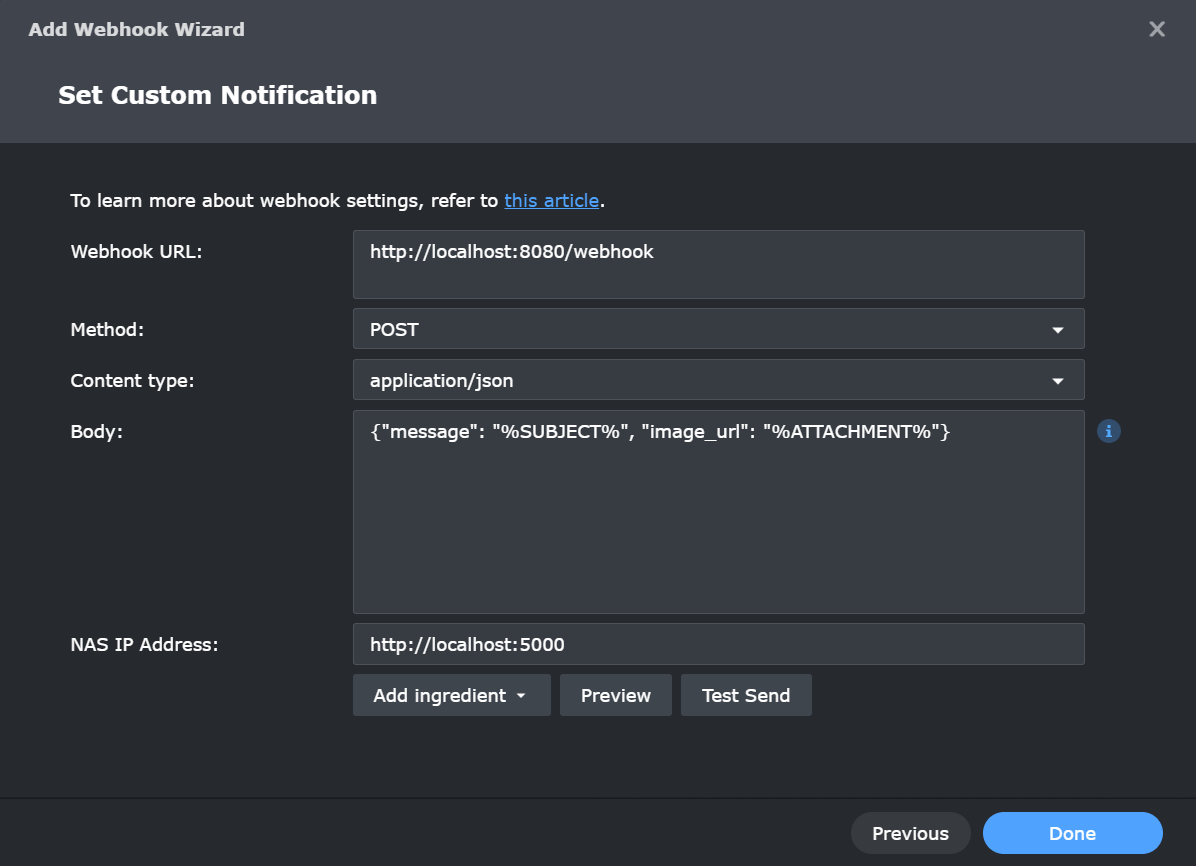 Add Webhook Wizard
Set Custom Notification
To learn more about webhook settings, refer to this article.
Webhook URL: http://localhost:8080/webhook
Method: POST
Content type: application/json
Body: {"message": "%SUBJECT%", "image_url": "%ATTACHMENT%"}
NAS IP Address: http://localhost:5000
Add ingredient Preview Test Send
Previous Done